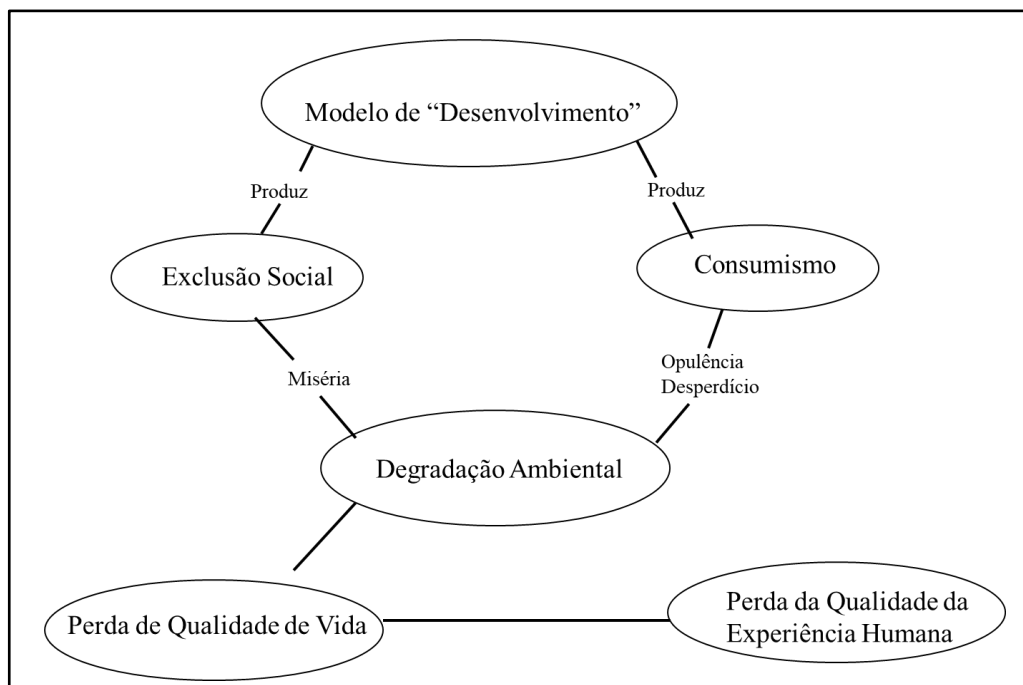 Modelo de “Desenvolvimento”
Produz
Produz
Exclusão Social
Consumismo
Miséria
Opulência
Desperdício
Degradação Ambiental
Perda de Qualidade de Vida
Perda da Qualidade da
Experiência Humana